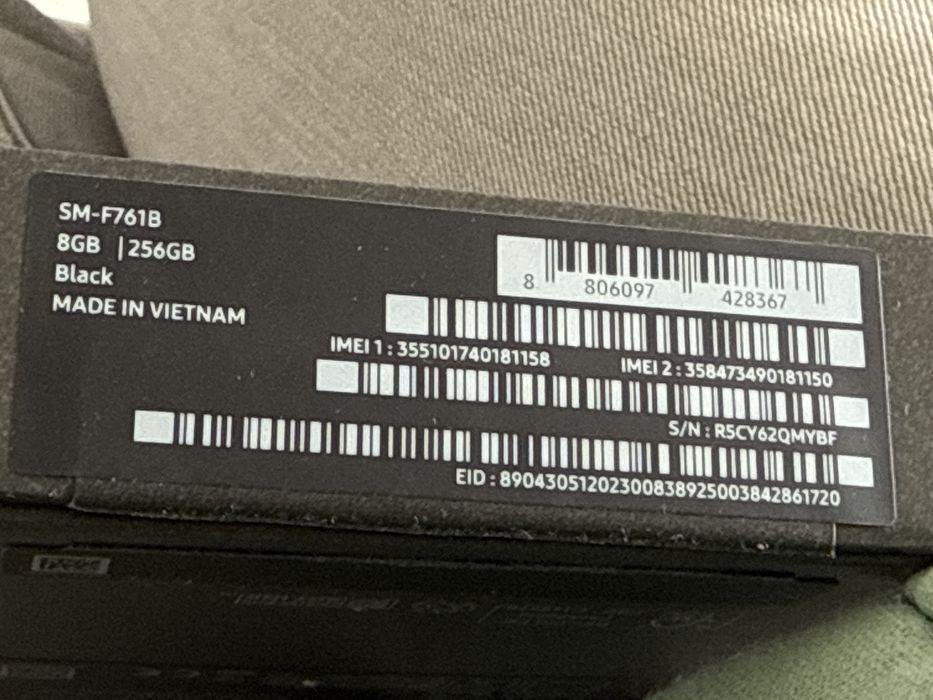 SM-F761B
8GB | 256GB
Black
MADE IN VIETNAM
8 806097 428367
IMEI 1 : 355101740181158
IMEI 2 : 358473490181150
S/N : R5CY62QMYBF
EID : 89043051202300838925003842861720